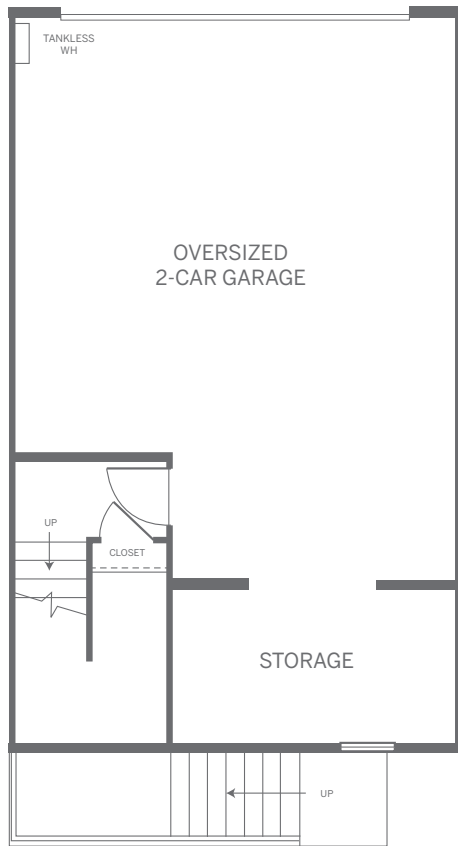 TANKLESS
WH
OVERSIZED
2-CAR GARAGE
UP
CLOSET
STORAGE
UP